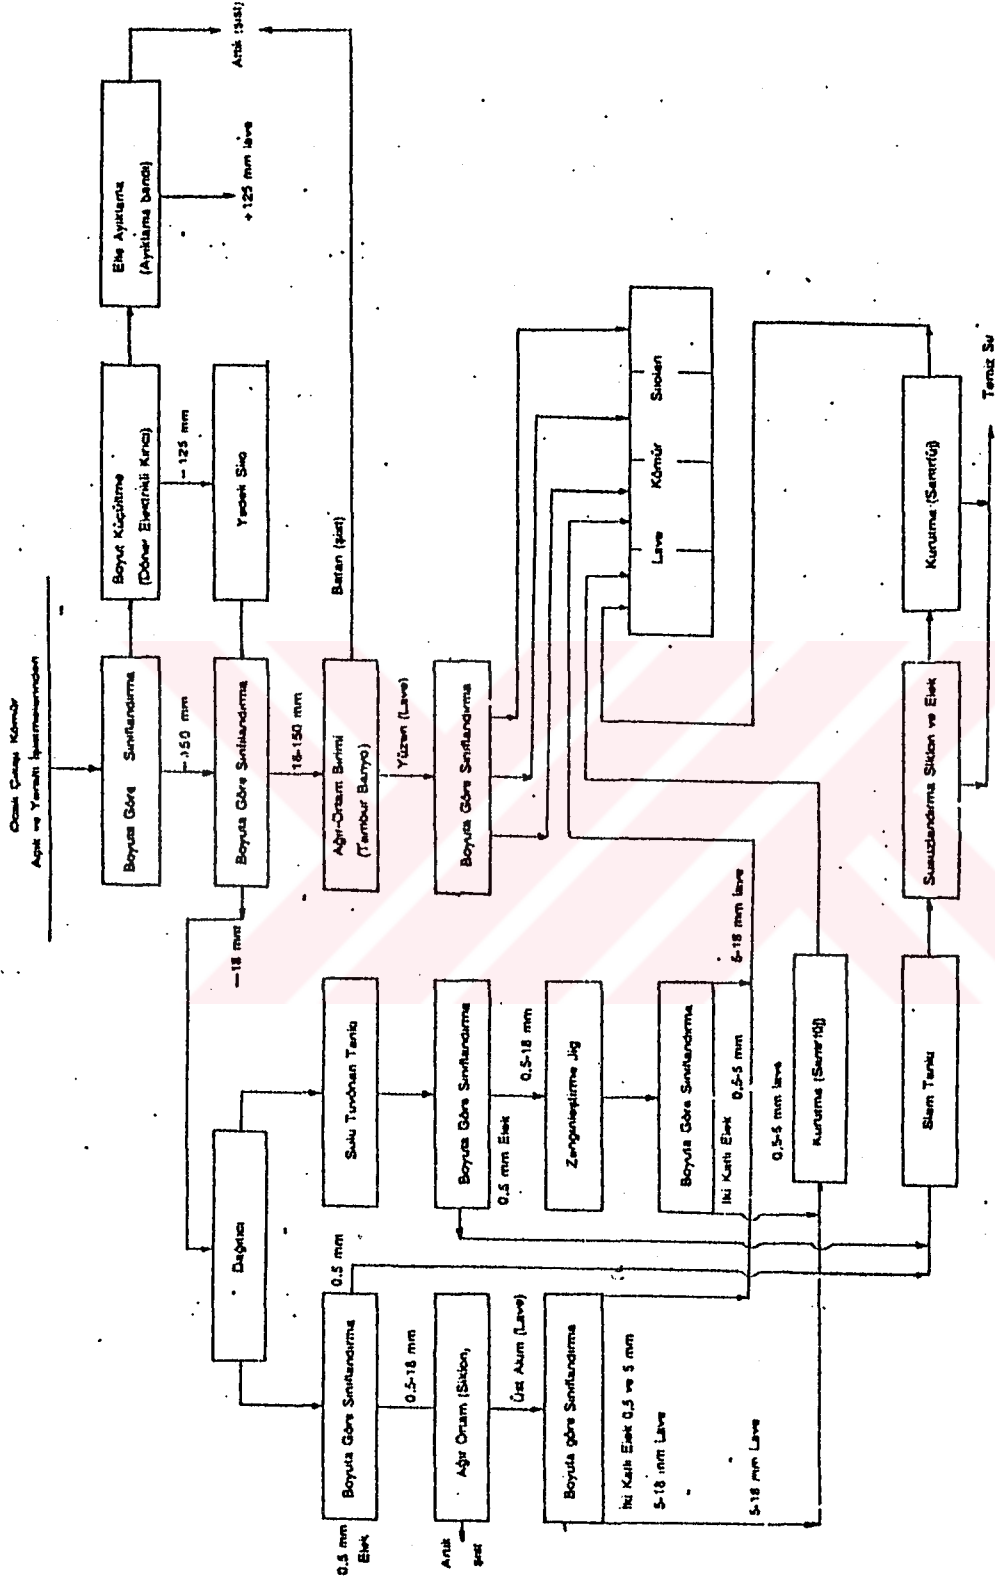 Ocak Çıkışı Kömür
Açık ve Yeraltı İşletmelerinden
Boyuta Göre Sınıflandırma
Boyut Küçültme
(Döner Elektrikli Kırıcı)
Elle Ayıklama
(Ayıklama bandı)
Artık (şist)
+125 mm lave
-125 mm
-150 mm
Boyuta Göre Sınıflandırma
Yedek Silo
-18 mm
18-150 mm
Ağır-Ortam Birimi
(Tambur Banyo)
Batan (şist)
Yüzen (Lave)
Boyuta Göre Sınıflandırma
Lave Kömür Siloları
Dağıtıcı
Sulu Tuvönan Tankı
Boyuta Göre Sınıflandırma
0.5 mm Elek
0.5-18 mm
Zenginleştirme Jig
Boyuta Göre Sınıflandırma
İki Katlı Elek
0.5-5 mm
5-18 mm lave
0.5-5 mm lave
Kurutma (Santrfüj)
0.5 mm
Elek
Boyuta Göre Sınıflandırma
0.5 mm
0.5-18 mm
Ağır Ortam (Siklon,
Artık
şist
Üst Akım (Lave)
Boyuta göre Sınıflandırma
İki Katlı Elek 0.5 ve 5 mm
5-18 mm Lave
5-18 mm Lave
Slam Tankı
Susuzlandırma Siklon ve Elek
Kurutma (Santrfüj)
Temiz Su